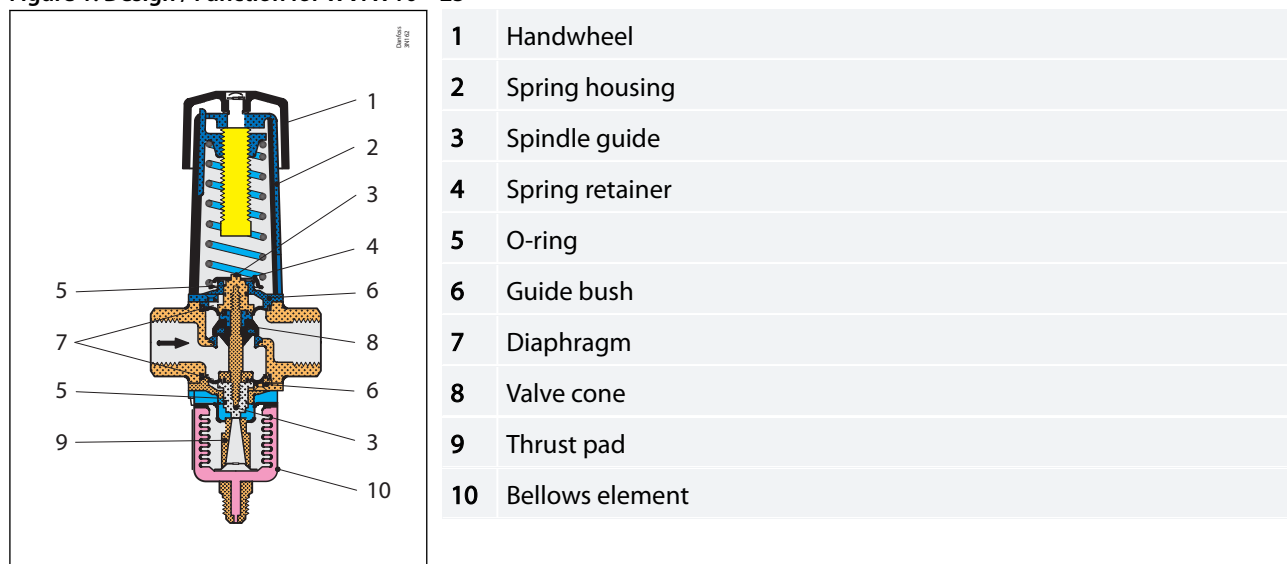 Danfoss
3N162
1
2
3
4
5
6
7
8
5
6
9
3
10
1 Handwheel
2 Spring housing
3 Spindle guide
4 Spring retainer
5 O-ring
6 Guide bush
7 Diaphragm
8 Valve cone
9 Thrust pad
10 Bellows element